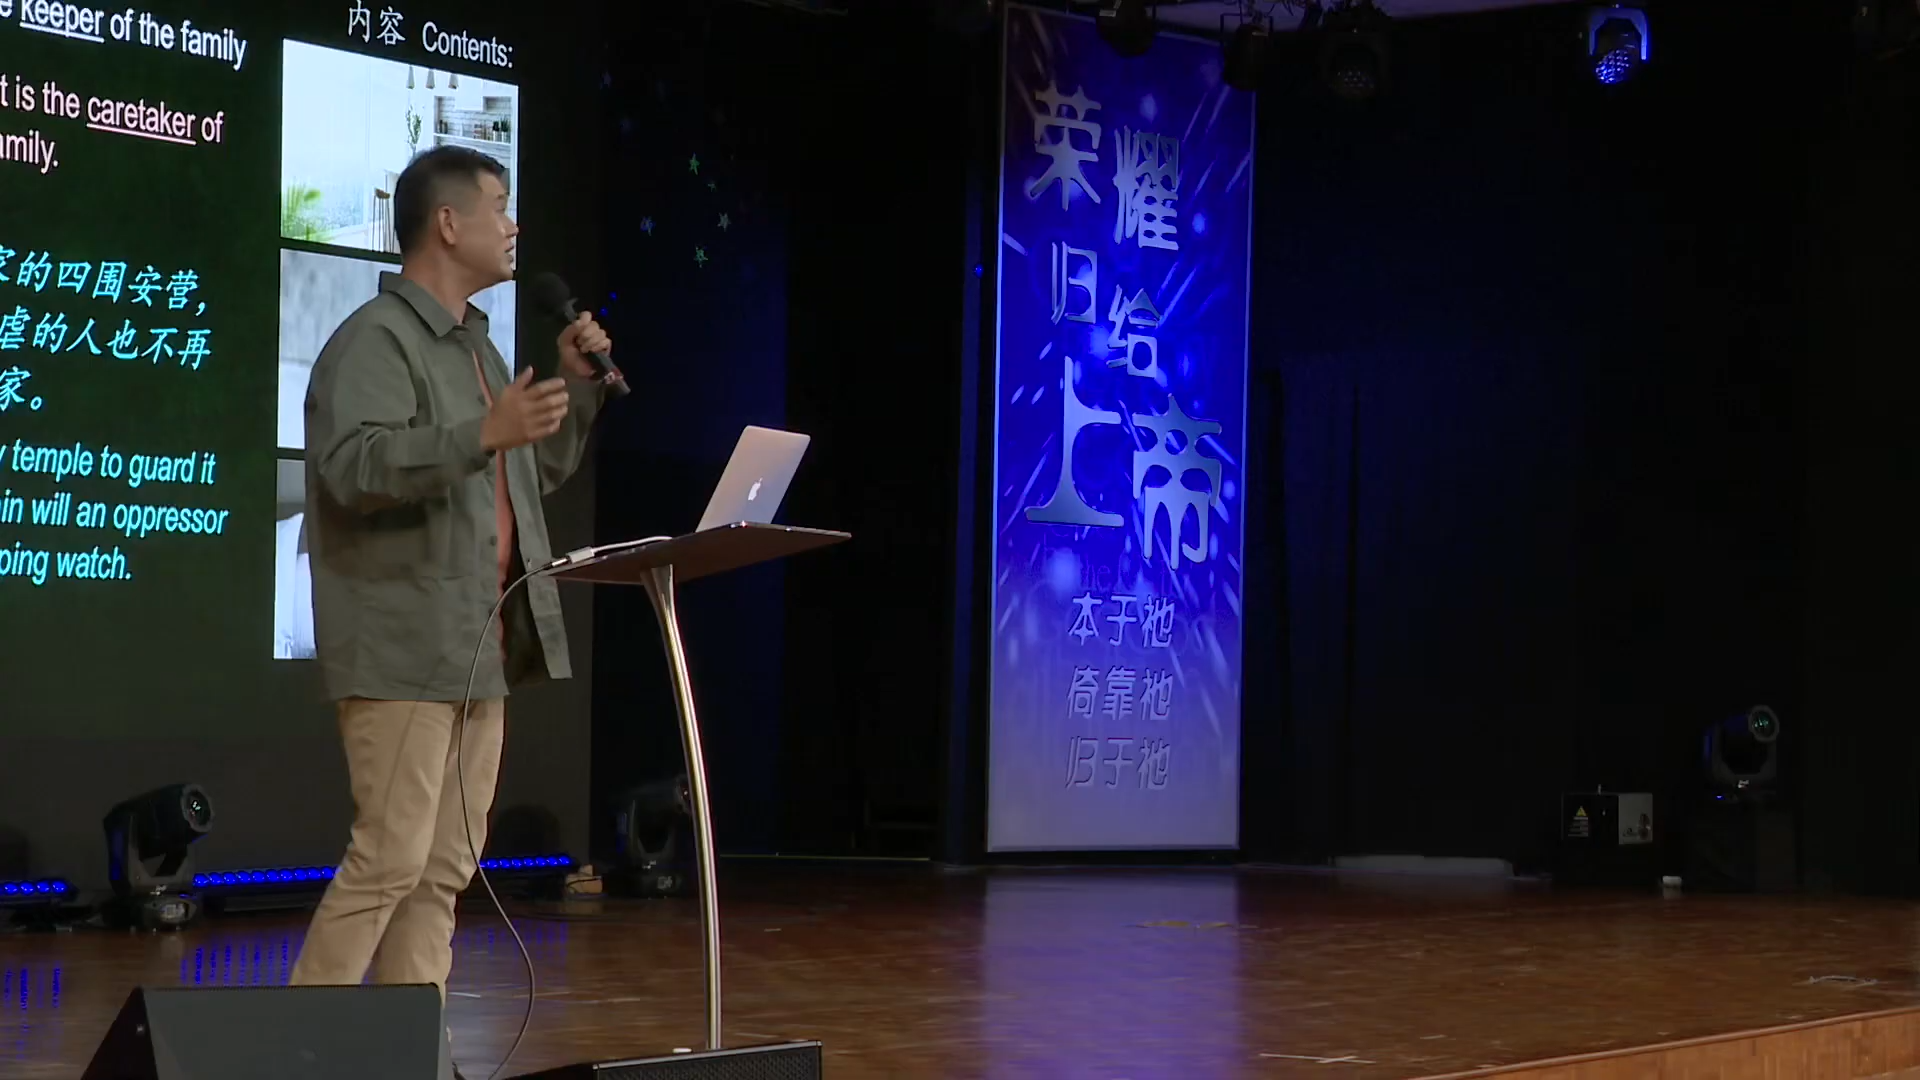 keeper of the family
t is the caretaker of
amily.
家的四围安营,
虐的人也不再
家。
temple to guard it
ain will an oppressor
ping watch.
内容 Contents:
荣耀
归给
上帝
本于祂
倚靠祂
归于祂